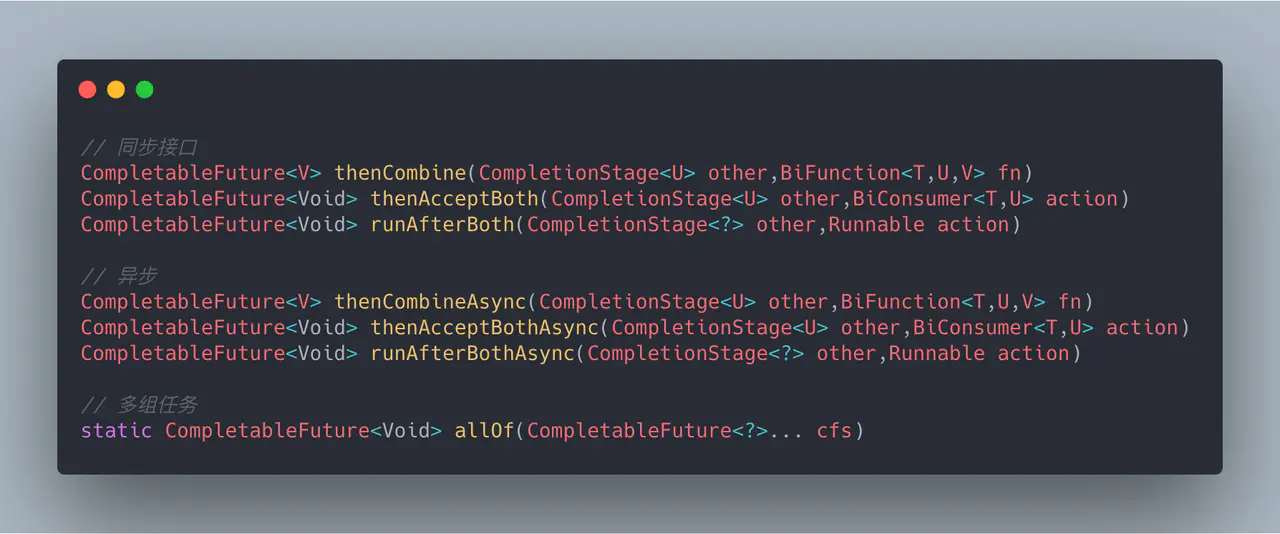 // 同步接口
CompletableFuture<V> thenCombine(CompletionStage<U> other,BiFunction<T,U,V> fn)
CompletableFuture<Void> thenAcceptBoth(CompletionStage<U> other,BiConsumer<T,U> action)
CompletableFuture<Void> runAfterBoth(CompletionStage<?> other,Runnable action)
// 异步
CompletableFuture<V> thenCombineAsync(CompletionStage<U> other,BiFunction<T,U,V> fn)
CompletableFuture<Void> thenAcceptBothAsync(CompletionStage<U> other,BiConsumer<T,U> action)
CompletableFuture<Void> runAfterBothAsync(CompletionStage<?> other,Runnable action)
// 多组任务
static CompletableFuture<Void> allOf(CompletableFuture<?>... cfs)